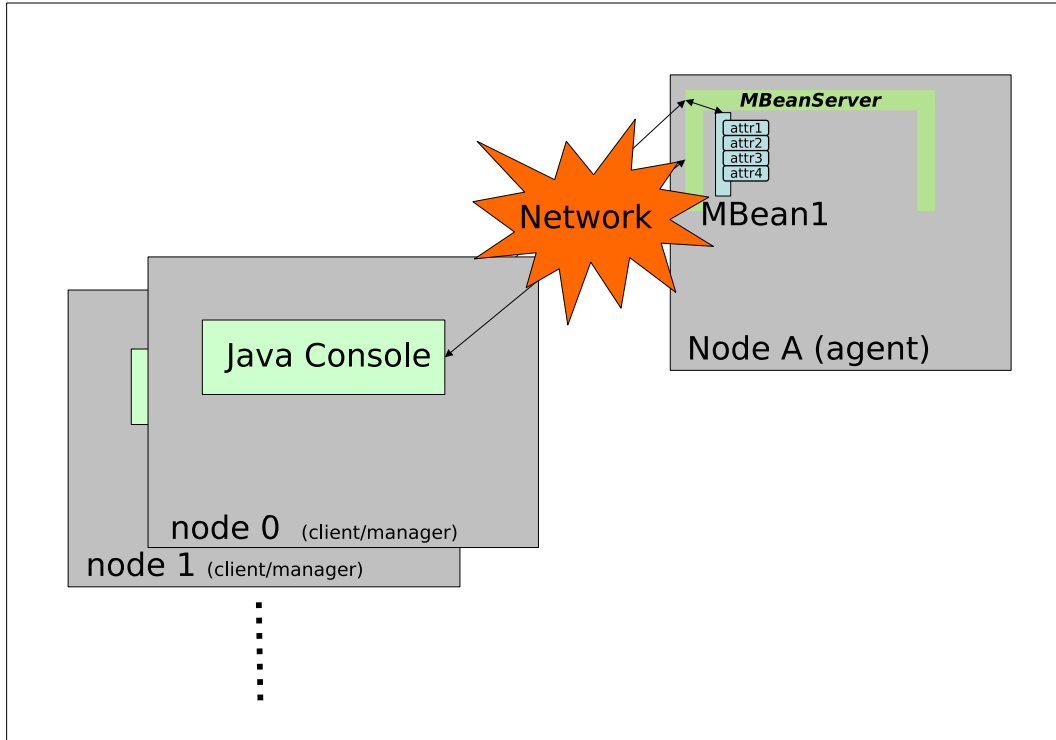 MBeanServer
attr1
attr2
attr3
attr4
MBean1
Network
Node A (agent)
Java Console
node 0 (client/manager)
node 1 (client/manager)